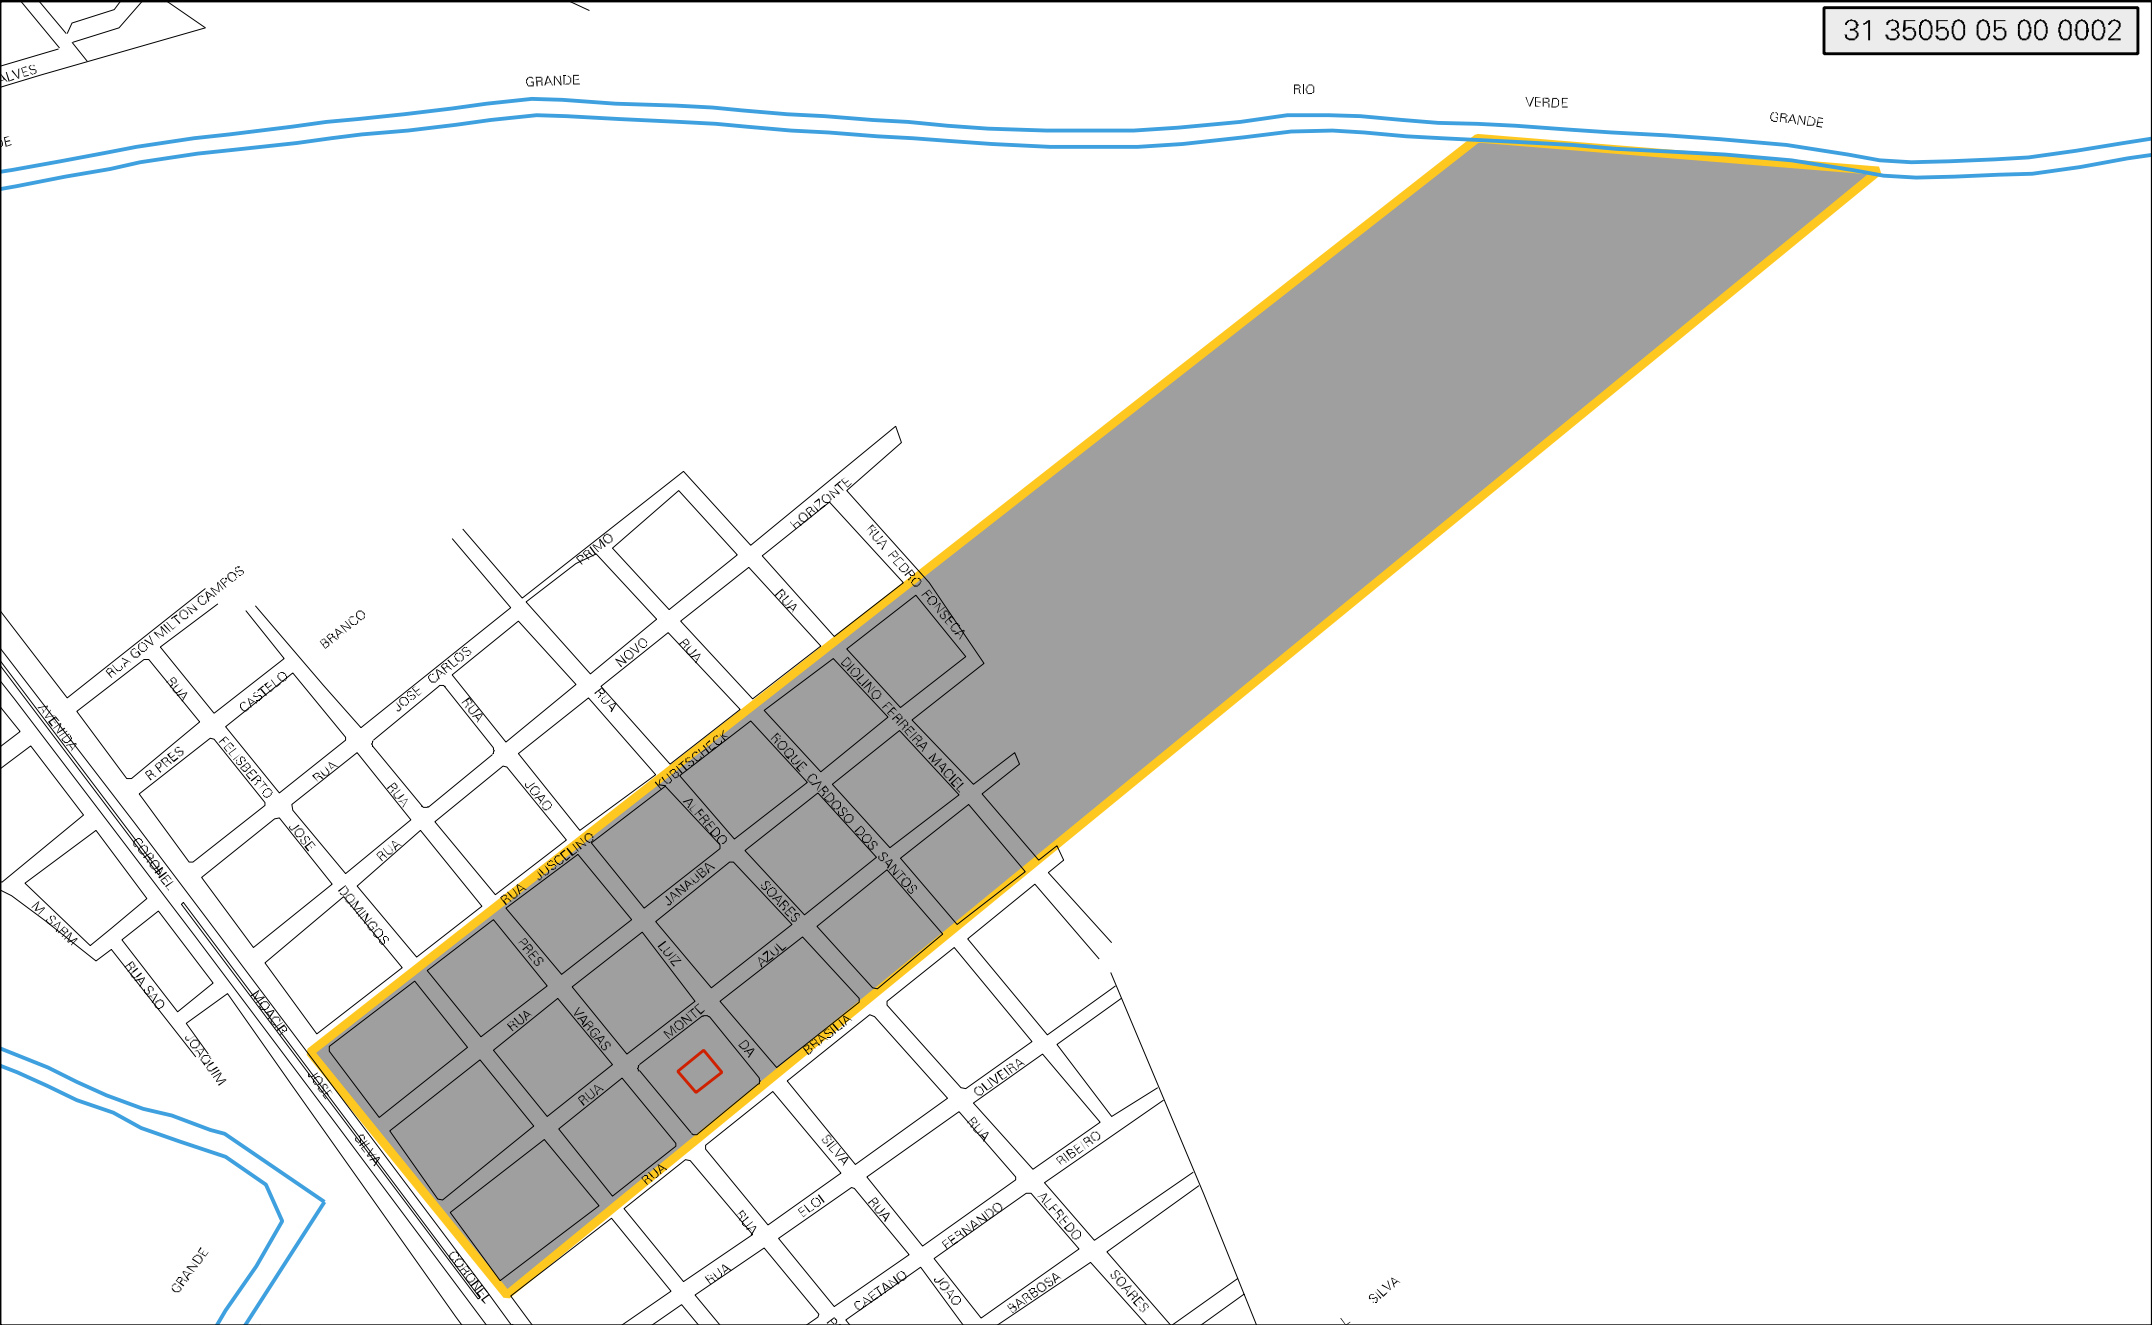 31 35050 05 00 0002
ALVES
GRANDE
RIO
VERDE
GRANDE
DE
HORIZONTE
RUA PEDRO FONSECA
PRIMO
RUA GOV MILTON CAMPOS
BRANCO
RUA
NOVO
RUA
JOSE CARLOS
RUA
CASTELO
RUA
RUA
DIOLINO FERREIRA MACIEL
AVENIDA
R PRES
FELISBERTO
RUA
RUA
JOAO
KUBITSCHECK
ROQUE CARDOSO DOS SANTOS
ALFREDO
JOSE
RUA
RUA JUSCELINO
CORONEL
DOMINGOS
JANAUBA
SOARES
M. SARM
PRES
LUIZ
AZUL
RUA SAO
JOAQUIM
MOACIR
RUA
VARGAS
MONTE
DA
BRASILIA
JOSE
RUA
OLIVEIRA
SILVA
RUA
SILVA
RUA
RIBEIRO
RUA
ELOI
RUA
FERNANDO
ALFREDO
GRANDE
CORONEL
RUA
CAETANO
JOAO
BARBOSA
SOARES
SILVA